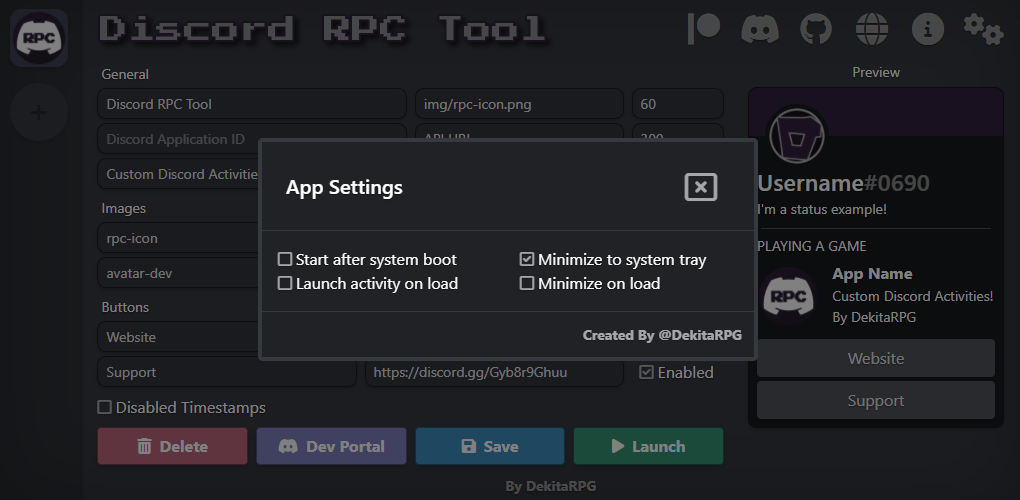 RPC
Discord RPC Tool
General
Discord RPC Tool
img/rpc-icon.png
60
Discord Application ID
API URL
300
Custom Discord Activities
Images
rpc-icon
avatar-dev
Buttons
Website
Support
https://discord.gg/Gyb8r9Ghuu
Enabled
Disabled Timestamps
Delete
Dev Portal
Save
Launch
By DekitaRPG
App Settings
Start after system boot
Minimize to system tray
Launch activity on load
Minimize on load
Created By @DekitaRPG
Preview
Username#0690
I'm a status example!
PLAYING A GAME
RPC
App Name
Custom Discord Activities!
By DekitaRPG
Website
Support